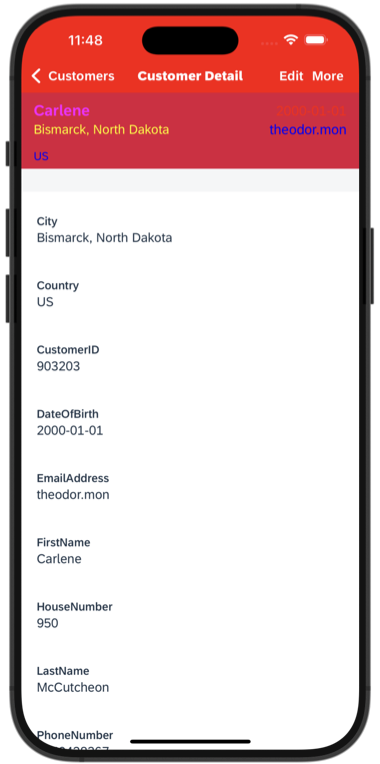 11:48
Customers Customer Detail Edit More
Carlene 2000-01-01
Bismarck, North Dakota theodor.mon
US
City
Bismarck, North Dakota
Country
US
CustomerID
903203
DateOfBirth
2000-01-01
EmailAddress
theodor.mon
FirstName
Carlene
HouseNumber
950
LastName
McCutcheon
PhoneNumber